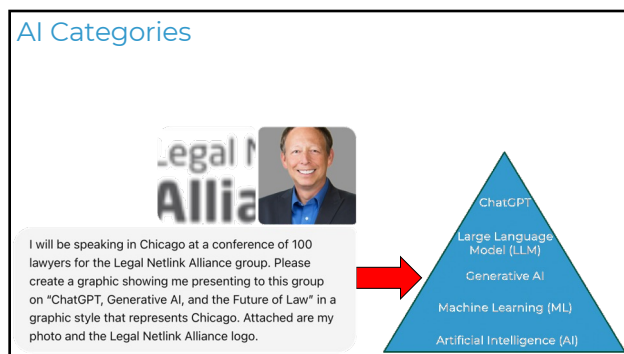 AI Categories
Legal N
Allia
I will be speaking in Chicago at a conference of 100
lawyers for the Legal Netlink Alliance group. Please
create a graphic showing me presenting to this group
on “ChatGPT, Generative AI, and the Future of Law” in a
graphic style that represents Chicago. Attached are my
photo and the Legal Netlink Alliance logo.
ChatGPT
Large Language
Model (LLM)
Generative AI
Machine Learning (ML)
Artificial Intelligence (AI)